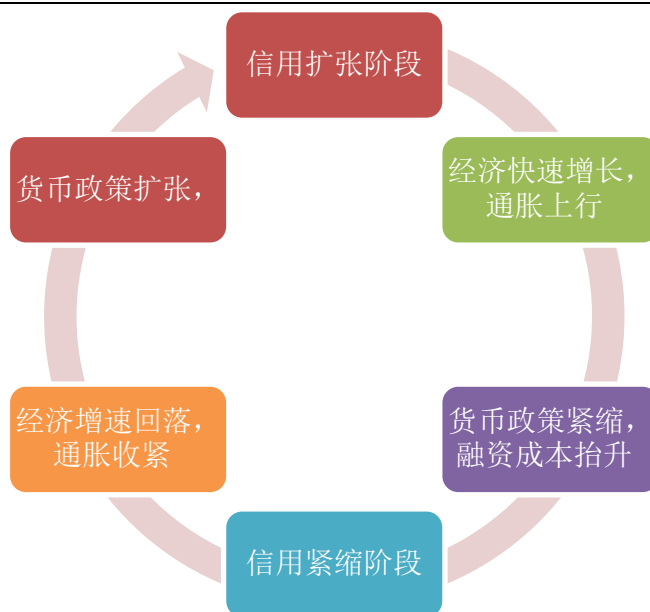 信用扩张阶段
经济快速增长，
通胀上行
货币政策紧缩，
融资成本抬升
信用紧缩阶段
经济增速回落，
通胀收紧
货币政策扩张，